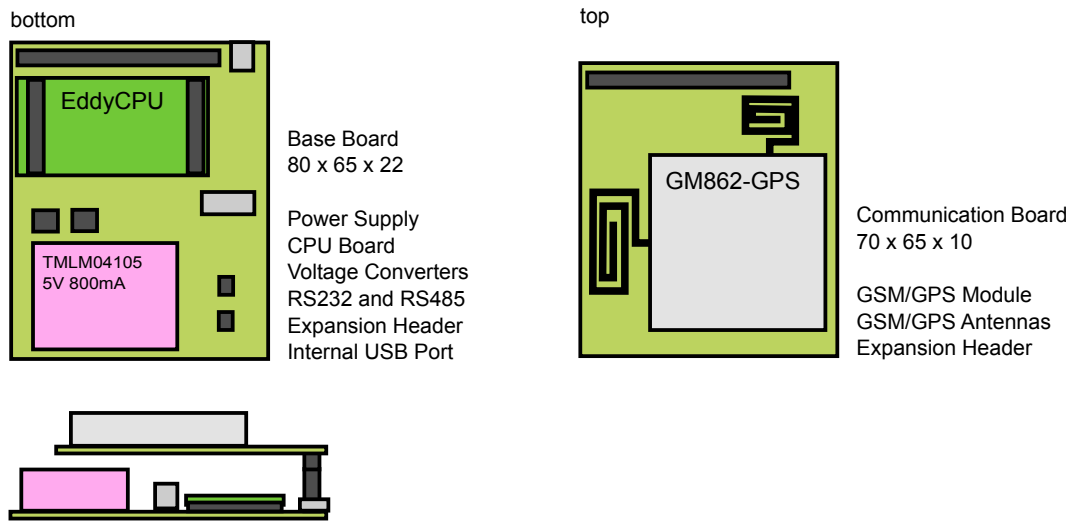 bottom
EddyCPU
Base Board
80 x 65 x 22
Power Supply
CPU Board
Voltage Converters
RS232 and RS485
Expansion Header
Internal USB Port
TMLM04105
5V 800mA
top
GM862-GPS
Communication Board
70 x 65 x 10
GSM/GPS Module
GSM/GPS Antennas
Expansion Header